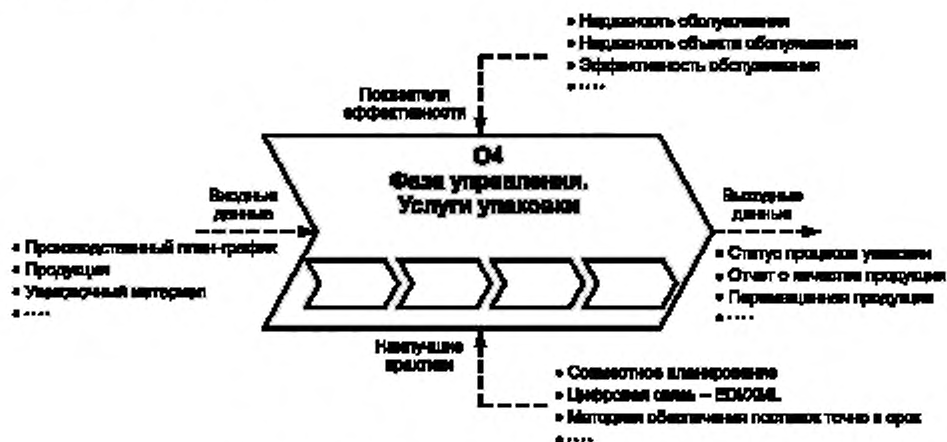 • Надежность обслуживания
• Надежность объекта обслуживания
• Эффективность обслуживания
• ....
Показатели
эффективности
O4
Фаза управления.
Услуги упаковки
Входные
данные
Выходные
данные
• Производственный план-график
• Продукция
• Упаковочный материал
• ....
• Статус процесса упаковки
• Отчет о качестве продукции
• Перемещенная продукция
• ....
Наилучшие
практики
• Совместное планирование
• Цифровая связь – EDI/XML
• Методики обеспечения поставок точно в срок
• ....